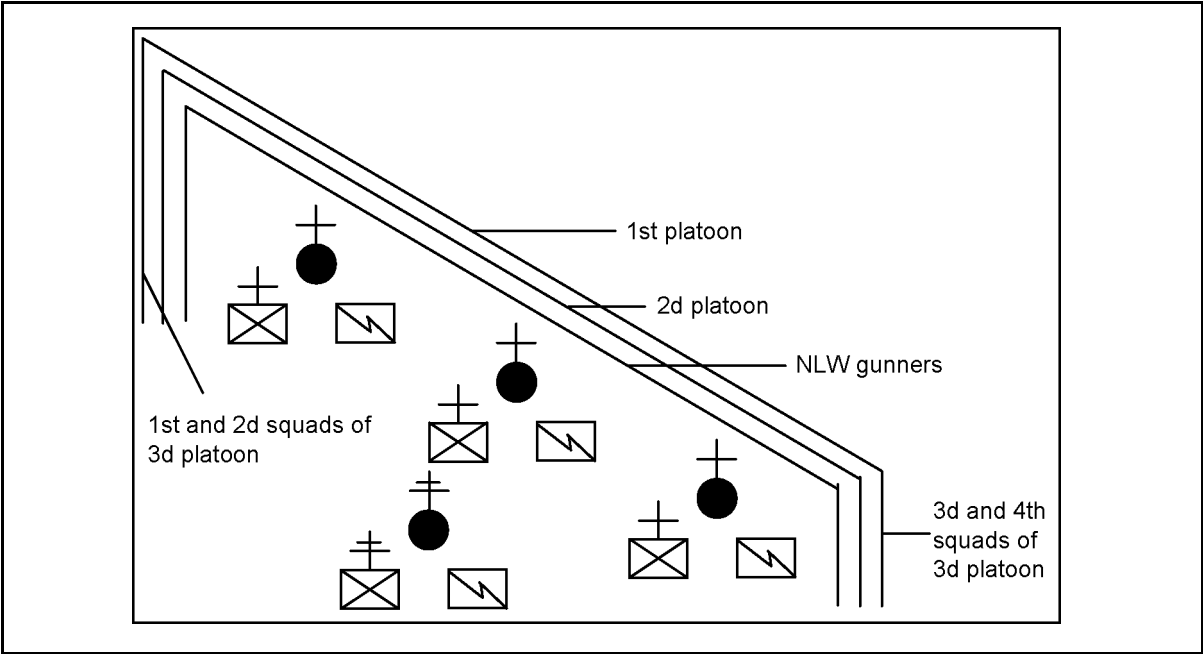 1st platoon
2d platoon
NLW gunners
1st and 2d squads of
3d platoon
3d and 4th
squads of
3d platoon